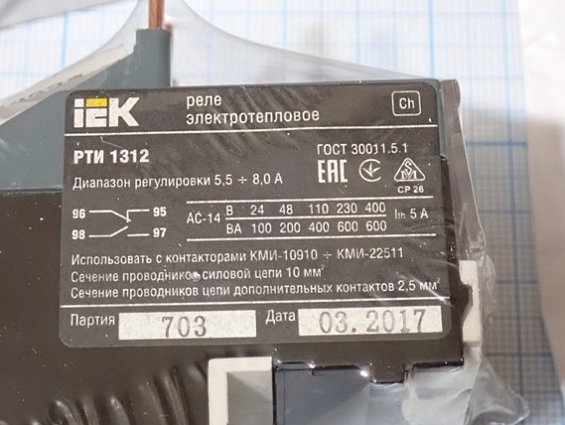 IEK
реле
электротепловое
Ch
РТИ 1312
ГОСТ 30011.5.1
EAC
CP 26
Диапазон регулировки 5,5 ÷ 8,0 А
96 95
98 97
AC-14
В 24 48 110 230 400
ВА 100 200 400 600 600
Ith 5 A
Использовать с контакторами КМИ-10910 ÷ КМИ-22511
Сечение проводников силовой цепи 10 мм²
Сечение проводников цепи дополнительных контактов 2,5 мм²
Партия 703 Дата 03.2017